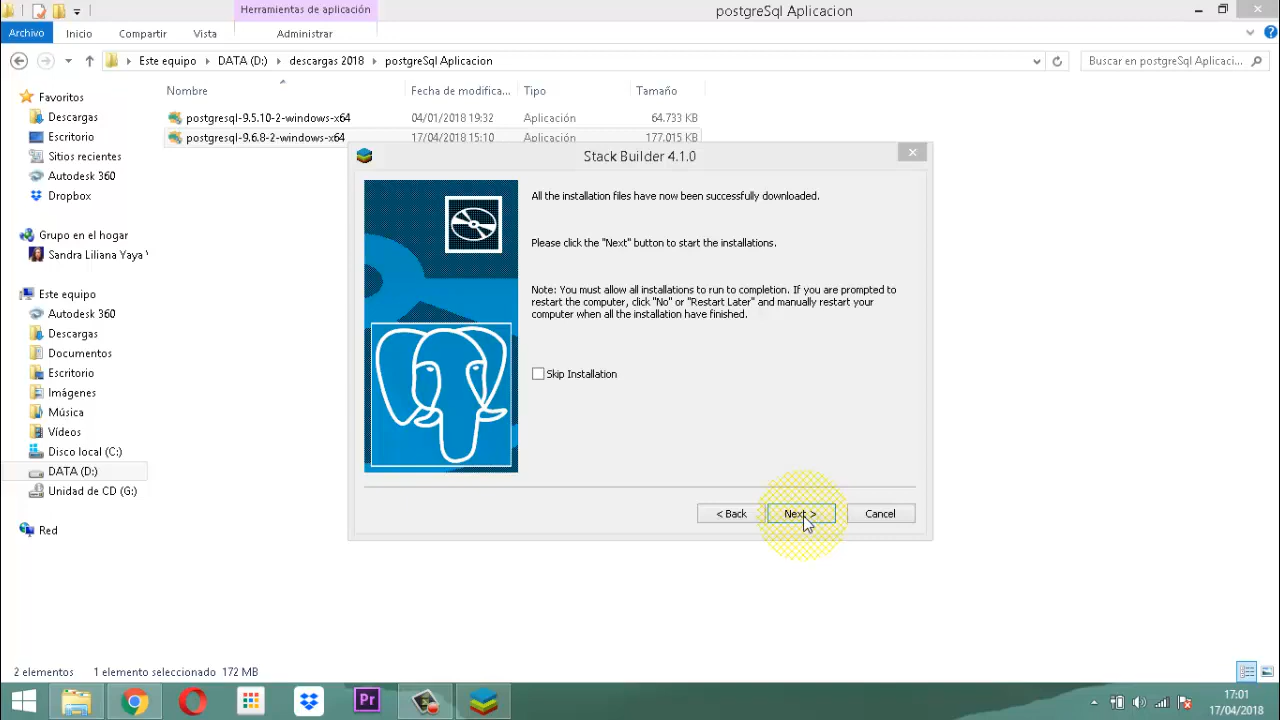 Herramientas de aplicación
postgreSql Aplicacion
Archivo
Inicio
Compartir
Vista
Administrar
Este equipo
DATA (D:)
descargas 2018
postgreSql Aplicacion
Buscar en postgreSql Aplicaci...
Nombre
Fecha de modifica...
Tipo
Tamaño
postgresql-9.5.10-2-windows-x64
04/01/2018 19:32
Aplicación
64.733 KB
postgresql-9.6.8-2-windows-x64
17/04/2018 15:10
Aplicación
177.015 KB
Favoritos
Descargas
Escritorio
Sitios recientes
Autodesk 360
Dropbox
Grupo en el hogar
Sandra Liliana Yaya
Este equipo
Autodesk 360
Descargas
Documentos
Escritorio
Imágenes
Música
Vídeos
Disco local (C:)
DATA (D:)
Unidad de CD (G:)
Red
Stack Builder 4.1.0
All the installation files have now been successfully downloaded.
Please click the "Next" button to start the installations.
Note: You must allow all installations to run to completion. If you are prompted to
restart the computer, click "No" or "Restart Later" and manually restart your
computer when all the installation have finished.
Skip Installation
< Back
Next >
Cancel
2 elementos
1 elemento seleccionado 172 MB
Pr
17:01
17/04/2018